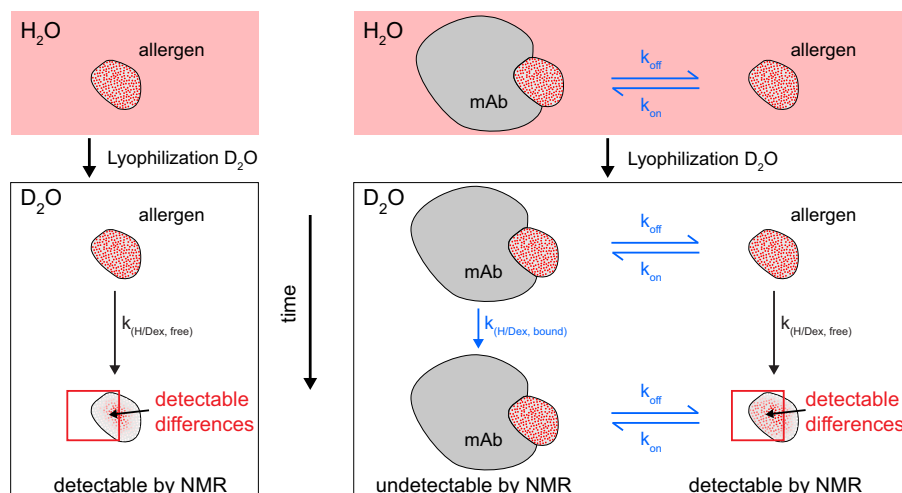 H₂O
allergen
Lyophilization D₂O
D₂O
allergen
k(H/Dex, free)
detectable
differences
detectable by NMR
time
H₂O
mAb
koff
kon
allergen
Lyophilization D₂O
D₂O
mAb
koff
kon
allergen
k(H/Dex, bound)
k(H/Dex, free)
mAb
koff
kon
detectable
differences
undetectable by NMR
detectable by NMR